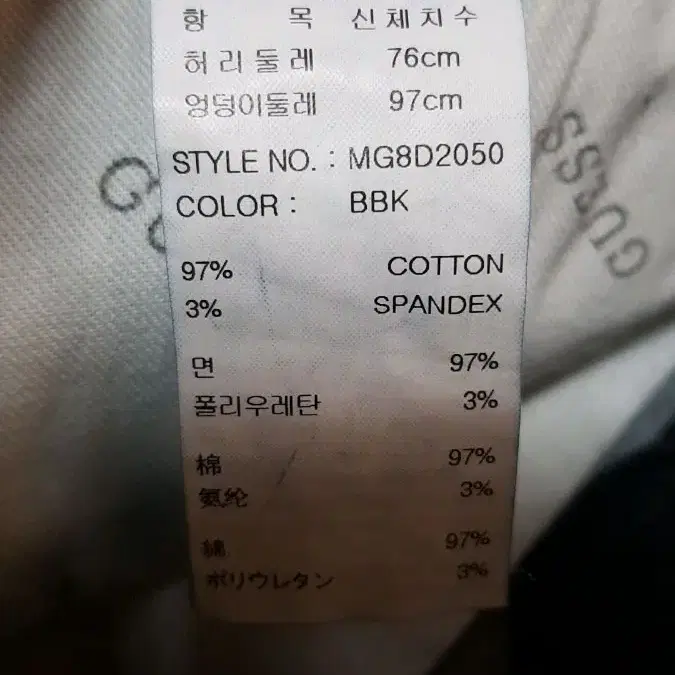 항 목 신체치수
허리둘레 76cm
엉덩이둘레 97cm
STYLE NO. : MG8D2050
COLOR : BBK
97% COTTON
3% SPANDEX
면 97%
폴리우레탄 3%
棉 97%
氨纶 3%
綿 97%
ポリウレタン 3%
GUESS